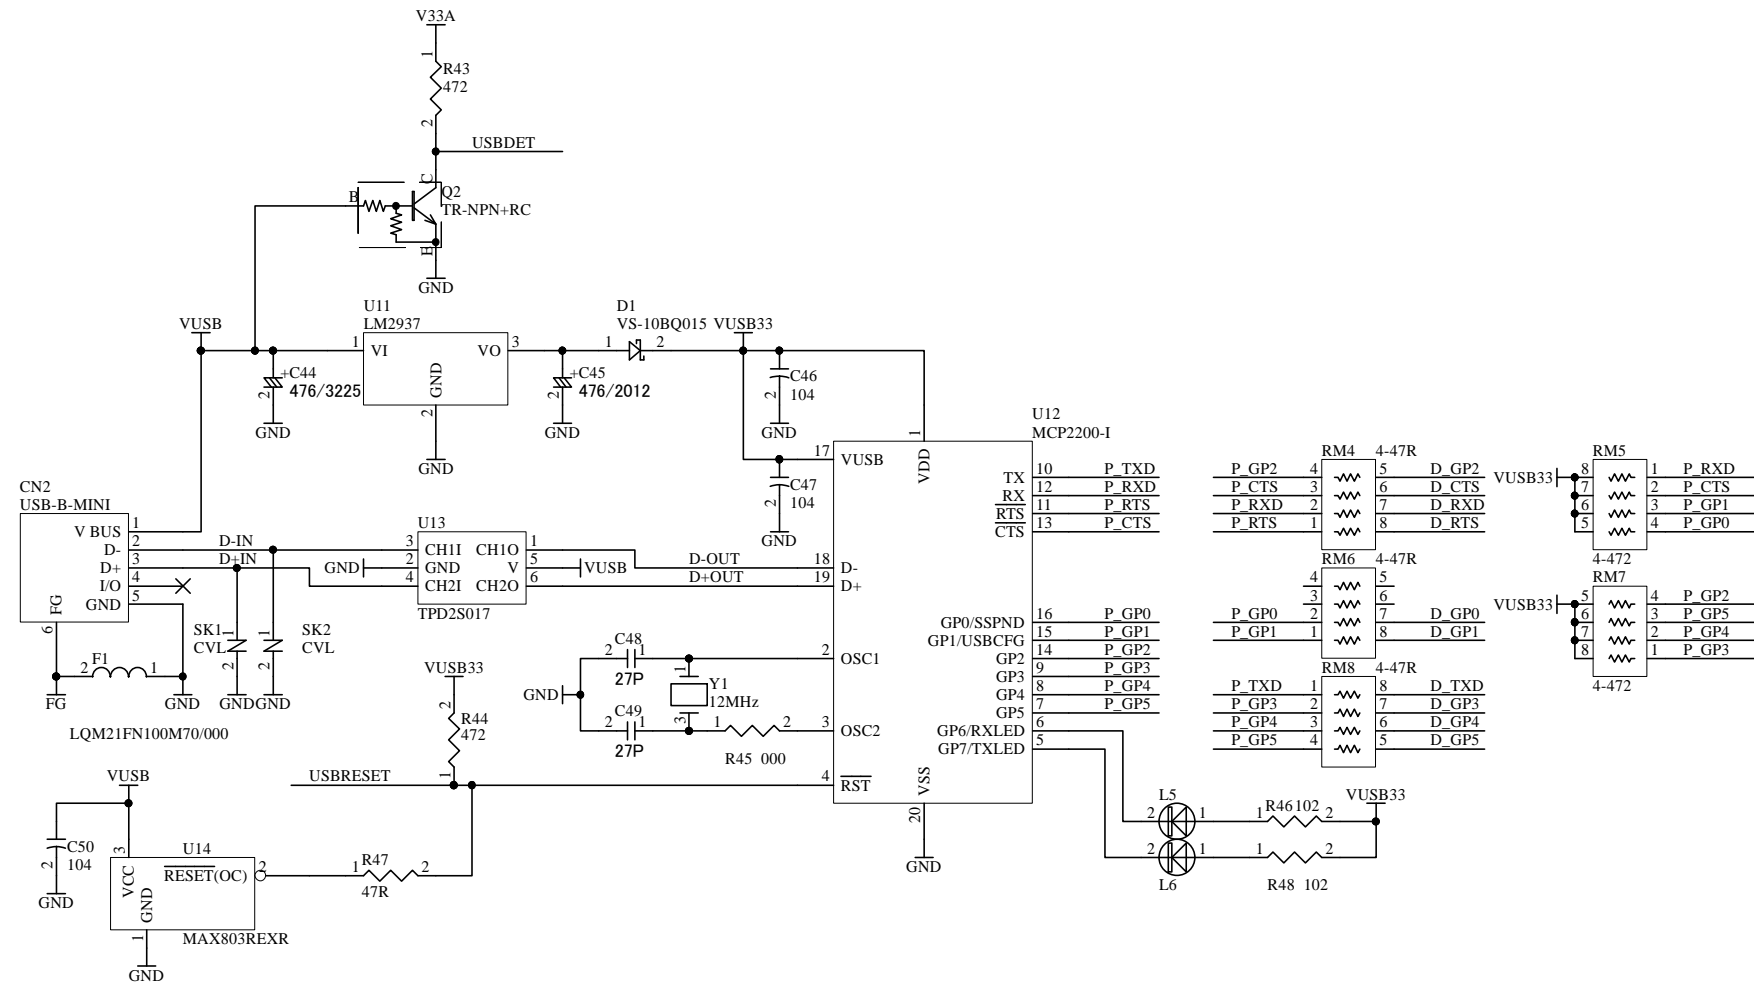 V33A
1
R43
472
2
USBDET
C
Q2
B
TR-NPN+RC
E
GND
U11
LM2937
VUSB
1 VI VO 3
GND
2
GND
+C44
476/3225
2
GND
D1
VS-10BQ015
1 2
VUSB33
+C45
476/2012
2
GND
C46
104
2
GND
C47
104
2
GND
U12
MCP2200-I
1
VDD
17 VUSB
TX 10 P_TXD
RX 12 P_RXD
RTS 11 P_RTS
CTS 13 P_CTS
18 D-
19 D+
GP0/SSPND 16 P_GP0
GP1/USBCFG 15 P_GP1
GP2 14 P_GP2
GP3 9 P_GP3
GP4 8 P_GP4
GP5 7 P_GP5
GP6/RXLED 6
GP7/TXLED 5
2 OSC1
3 OSC2
4 RST
VSS
20
GND
CN2
USB-B-MINI
V BUS 1
D- 2
D+ 3
I/O 4
GND 5
FG
6
D-IN
D+IN
U13
3 CH1I CH1O 1
2 GND V 5
4 CH2I CH2O 6
TPD2S017
GND
VUSB
D-OUT
D+OUT
SK1
CVL
1
2
SK2
CVL
1
2
F1
2 1
FG
GND
GND
GND
LQM21FN100M70/000
C48
2 1
27P
GND
Y1
12MHz
1
3
C49
2 1
27P
1 2
R45 000
VUSB33
2
R44
472
1
USBRESET
VUSB
C50
104
2
GND
U14
3
VCC
RESET(OC) 2
GND
1
MAX803REXR
GND
R47
1 2
47R
RM4 4-47R
P_GP2 4 5 D_GP2
P_CTS 3 6 D_CTS
P_RXD 2 7 D_RXD
P_RTS 1 8 D_RTS
RM6 4-47R
4 5
3 6
P_GP0 2 7 D_GP0
P_GP1 1 8 D_GP1
RM8 4-47R
P_TXD 1 8 D_TXD
P_GP3 2 7 D_GP3
P_GP4 3 6 D_GP4
P_GP5 4 5 D_GP5
RM5
VUSB33 8 1 P_RXD
7 2 P_CTS
6 3 P_GP1
5 4 P_GP0
4-472
RM7
VUSB33 5 4 P_GP2
6 3 P_GP5
7 2 P_GP4
8 1 P_GP3
4-472
L5
2 1
R46 102
1 2
VUSB33
2 1
L6
1 2
R48 102